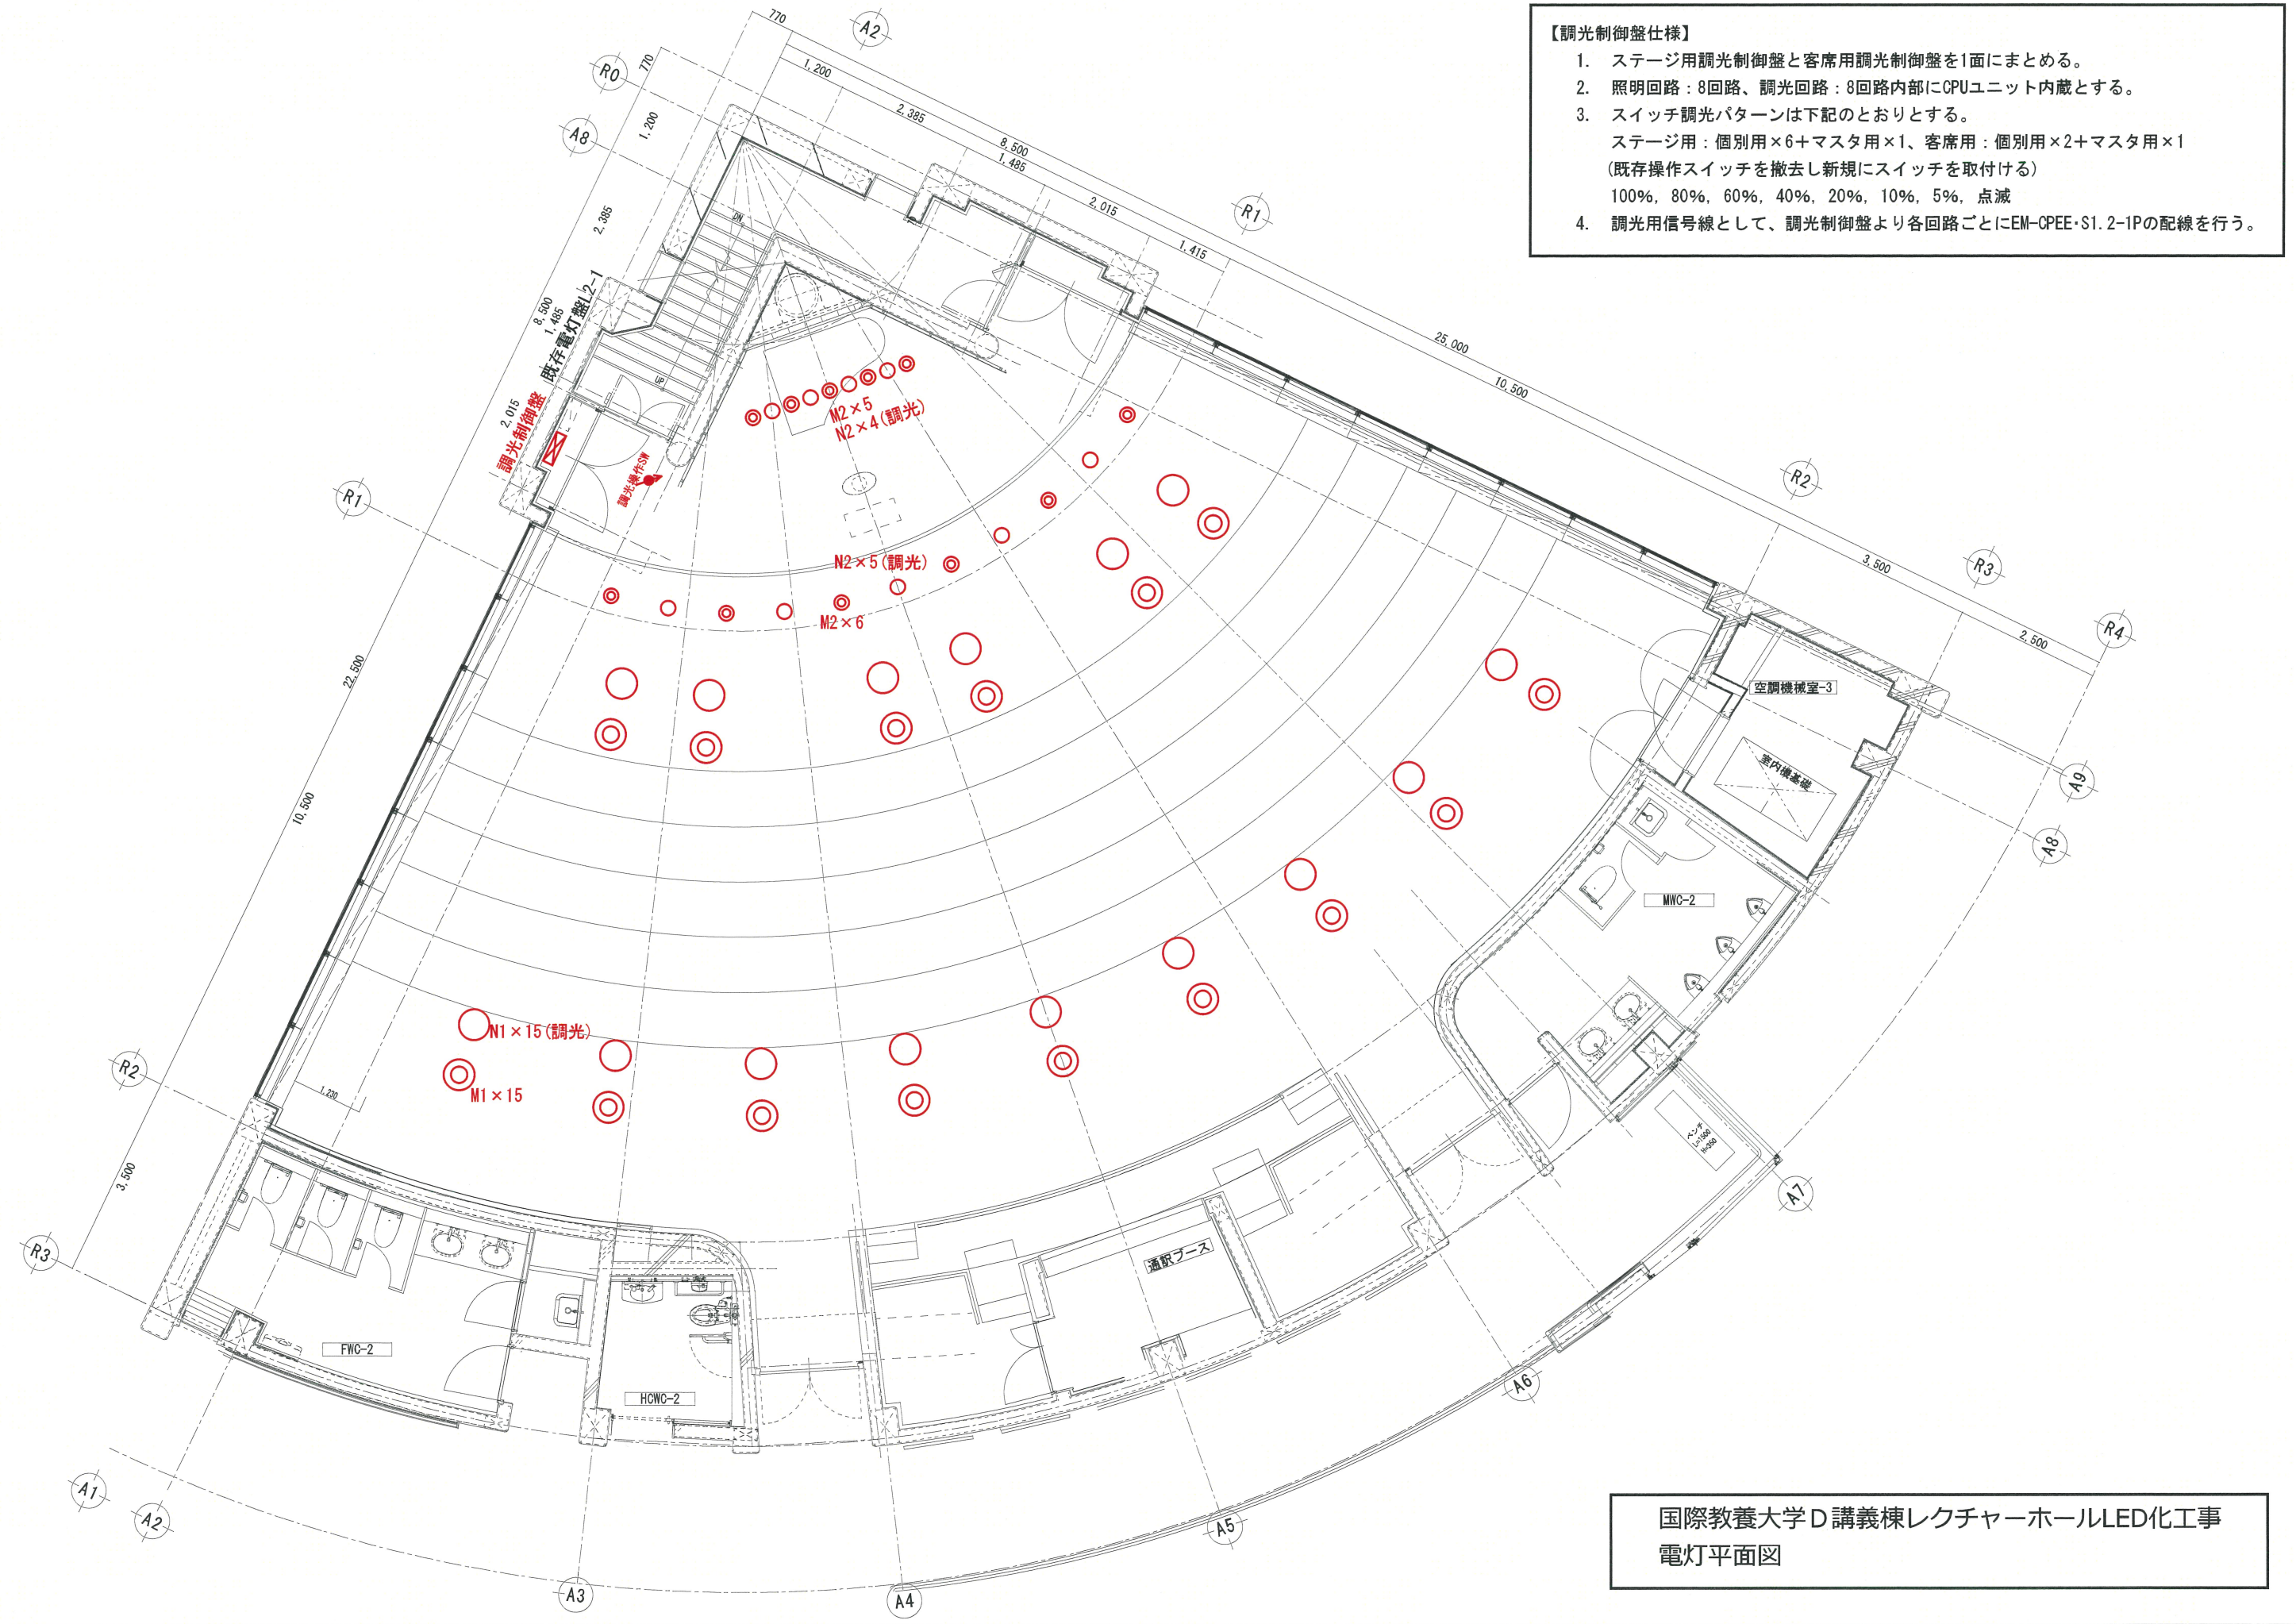 【調光制御盤仕様】
1. ステージ用調光制御盤と客席用調光制御盤を1面にまとめる。
2. 照明回路：8回路、調光回路：8回路内部にCPUユニット内蔵とする。
3. スイッチ調光パターンは下記のとおりとする。
ステージ用：個別用×6＋マスタ用×1、客席用：個別用×2＋マスタ用×1
(既存操作スイッチを撤去し新規にスイッチを取付ける)
100%, 80%, 60%, 40%, 20%, 10%, 5%, 点滅
4. 調光用信号線として、調光制御盤より各回路ごとにEM-CPEE・S1.2-1Pの配線を行う。
770
A2
R0
770
1,200
A8
1,200
2,385
8,500
1,485
2,015
R1
1,415
2,385
DN
8,500
1,485
既存電灯盤L2-1
UP
25,000
10,500
2,015
調光制御盤
調光操作SW
M2×5
N2×4(調光)
R1
R2
3,500
R3
N2×5(調光)
M2×6
2,500
R4
22,500
空調機械室-3
室内機基礎
A9
A8
10,500
MWC-2
N1×15(調光)
M1×15
R2
1,230
3,500
ベンチ
L=1500
H=350
A7
R3
通訳ブース
FWC-2
HCWC-2
A6
A1
A2
A5
A3
A4
国際教養大学Ｄ講義棟レクチャーホールLED化工事
電灯平面図